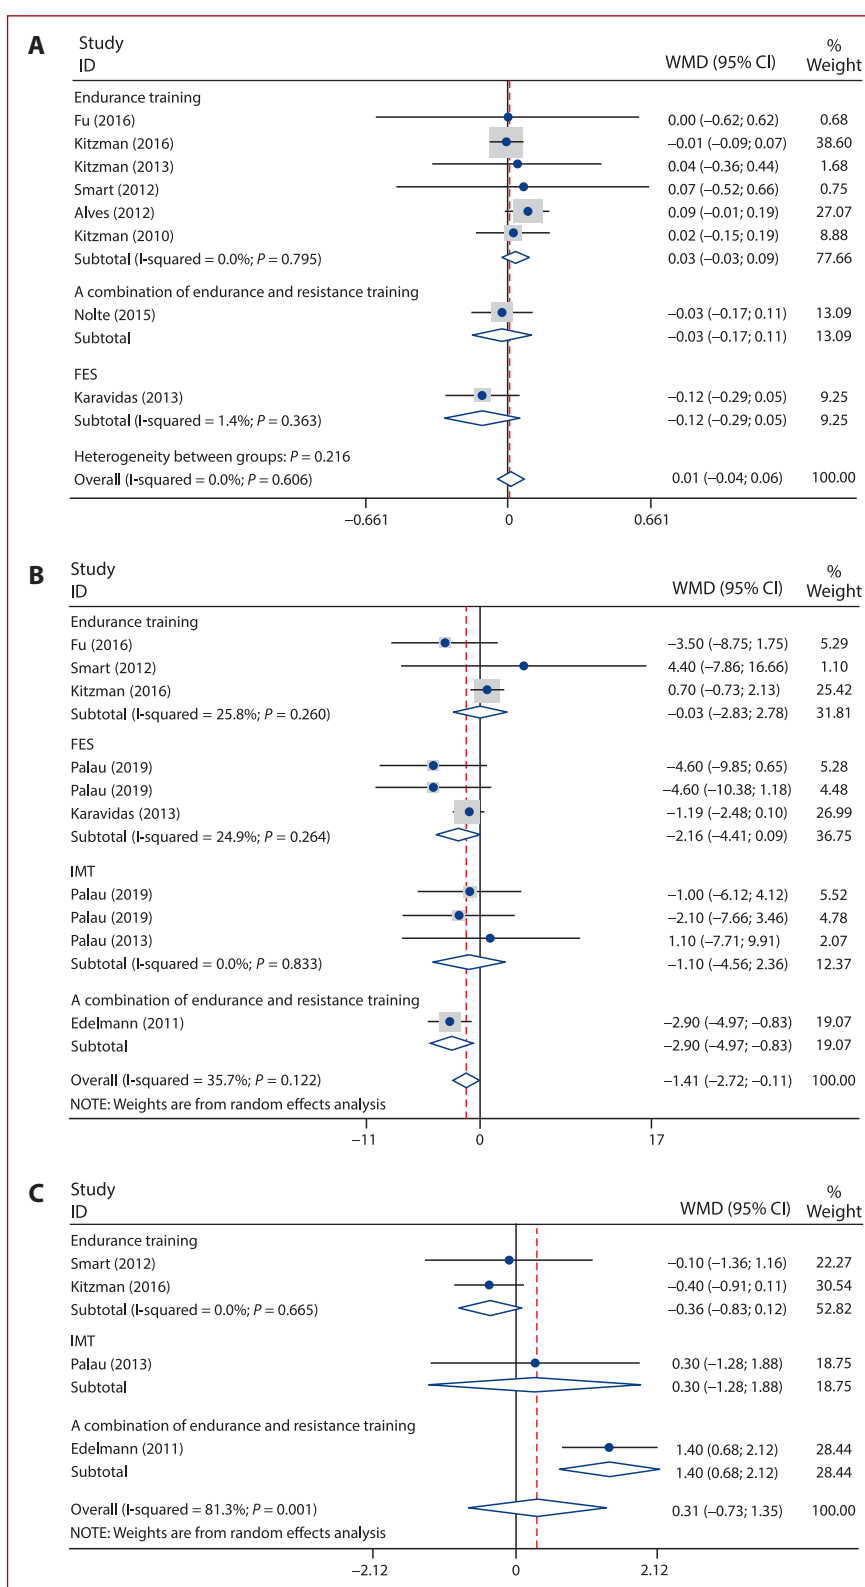 A
Study
ID
WMD (95% CI)
%
Weight
Endurance training
Fu (2016) 0.00 (−0.62; 0.62) 0.68
Kitzman (2016) −0.01 (−0.09; 0.07) 38.60
Kitzman (2013) 0.04 (−0.36; 0.44) 1.68
Smart (2012) 0.07 (−0.52; 0.66) 0.75
Alves (2012) 0.09 (−0.01; 0.19) 27.07
Kitzman (2010) 0.02 (−0.15; 0.19) 8.88
Subtotal (I-squared = 0.0%; P = 0.795) 0.03 (−0.03; 0.09) 77.66
A combination of endurance and resistance training
Nolte (2015) −0.03 (−0.17; 0.11) 13.09
Subtotal −0.03 (−0.17; 0.11) 13.09
FES
Karavidas (2013) −0.12 (−0.29; 0.05) 9.25
Subtotal (I-squared = 1.4%; P = 0.363) −0.12 (−0.29; 0.05) 9.25
Heterogeneity between groups: P = 0.216
Overall (I-squared = 0.0%; P = 0.606) 0.01 (−0.04; 0.06) 100.00
−0.661 0 0.661
B
Study
ID
WMD (95% CI)
%
Weight
Endurance training
Fu (2016) −3.50 (−8.75; 1.75) 5.29
Smart (2012) 4.40 (−7.86; 16.66) 1.10
Kitzman (2016) 0.70 (−0.73; 2.13) 25.42
Subtotal (I-squared = 25.8%; P = 0.260) −0.03 (−2.83; 2.78) 31.81
FES
Palau (2019) −4.60 (−9.85; 0.65) 5.28
Palau (2019) −4.60 (−10.38; 1.18) 4.48
Karavidas (2013) −1.19 (−2.48; 0.10) 26.99
Subtotal (I-squared = 24.9%; P = 0.264) −2.16 (−4.41; 0.09) 36.75
IMT
Palau (2019) −1.00 (−6.12; 4.12) 5.52
Palau (2019) −2.10 (−7.66; 3.46) 4.78
Palau (2013) 1.10 (−7.71; 9.91) 2.07
Subtotal (I-squared = 0.0%; P = 0.833) −1.10 (−4.56; 2.36) 12.37
A combination of endurance and resistance training
Edelmann (2011) −2.90 (−4.97; −0.83) 19.07
Subtotal −2.90 (−4.97; −0.83) 19.07
Overall (I-squared = 35.7%; P = 0.122) −1.41 (−2.72; −0.11) 100.00
NOTE: Weights are from random effects analysis
−11 0 17
C
Study
ID
WMD (95% CI)
%
Weight
Endurance training
Smart (2012) −0.10 (−1.36; 1.16) 22.27
Kitzman (2016) −0.40 (−0.91; 0.11) 30.54
Subtotal (I-squared = 0.0%; P = 0.665) −0.36 (−0.83; 0.12) 52.82
IMT
Palau (2013) 0.30 (−1.28; 1.88) 18.75
Subtotal 0.30 (−1.28; 1.88) 18.75
A combination of endurance and resistance training
Edelmann (2011) 1.40 (0.68; 2.12) 28.44
Subtotal 1.40 (0.68; 2.12) 28.44
Overall (I-squared = 81.3%; P = 0.001) 0.31 (−0.73; 1.35) 100.00
NOTE: Weights are from random effects analysis
−2.12 0 2.12